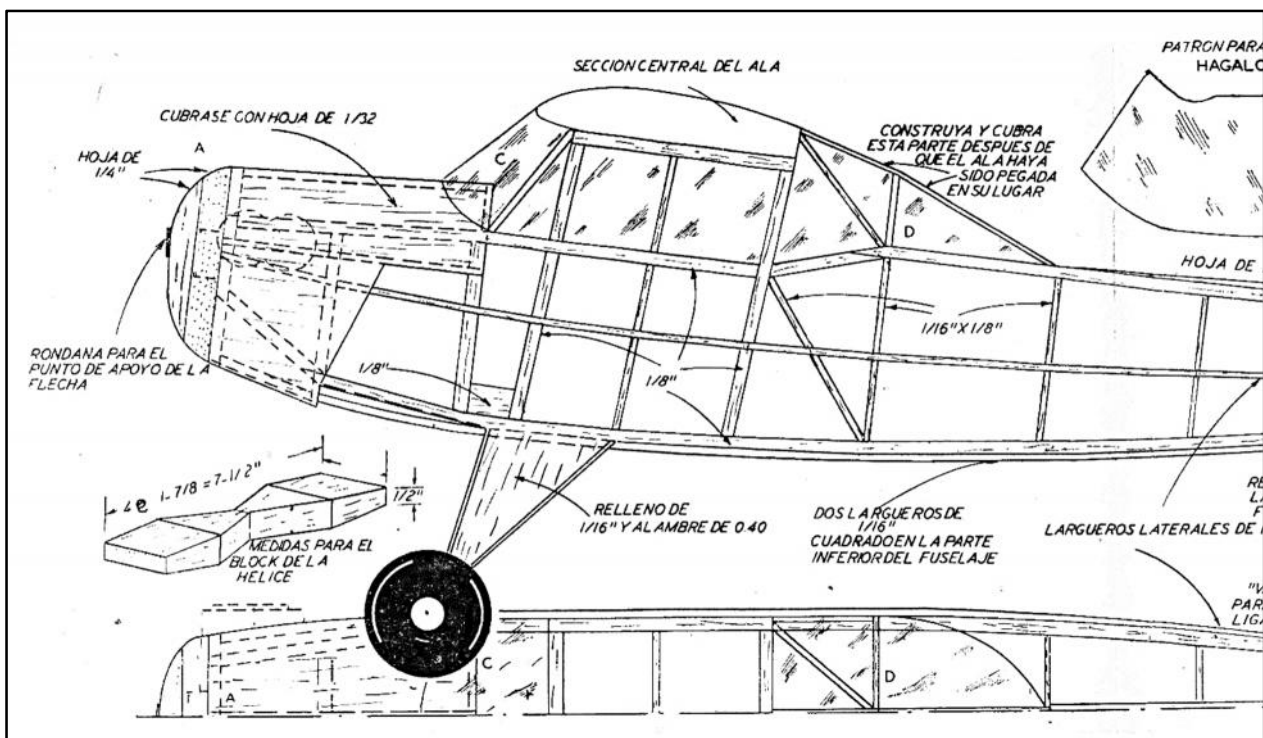 SECCION CENTRAL DEL ALA
PATRON PARA
HAGALO
CUBRASE CON HOJA DE 1/32
A
HOJA DE
1/4"
C
CONSTRUYA Y CUBRA
ESTA PARTE DESPUES DE
QUE EL ALA HAYA
SIDO PEGADA
EN SU LUGAR
D
HOJA DE
1/16"X1/8"
RONDANA PARA EL
PUNTO DE APOYO DE LA
FLECHA
1/8"
1/8"
1-7/8 = 7-1/2"
1/2"
MEDIDAS PARA EL
BLOCK DE LA
HELICE
RELLENO DE
1/16" Y ALAMBRE DE 0.40
DOS LARGUEROS DE
1/16"
CUADRADO EN LA PARTE
INFERIOR DEL FUSELAJE
LARGUEROS LATERALES DE
C
D
A